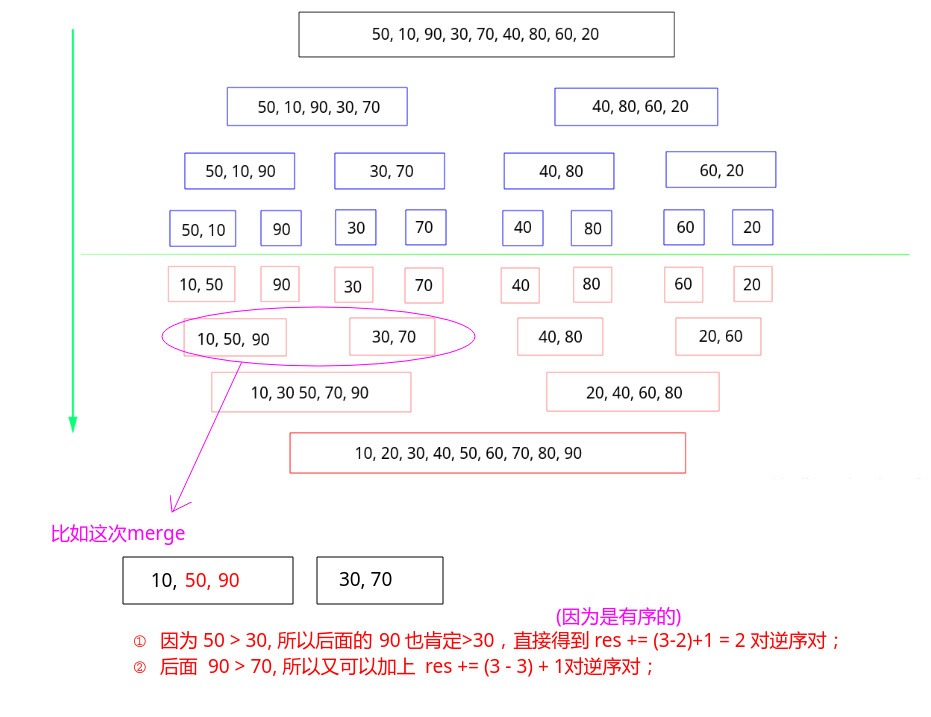 50, 10, 90, 30, 70, 40, 80, 60, 20
50, 10, 90, 30, 70 40, 80, 60, 20
50, 10, 90 30, 70 40, 80 60, 20
50, 10 90 30 70 40 80 60 20
10, 50 90 30 70 40 80 60 20
10, 50, 90 30, 70 40, 80 20, 60
10, 30 50, 70, 90 20, 40, 60, 80
10, 20, 30, 40, 50, 60, 70, 80, 90
比如这次merge
10, 50, 90 30, 70
(因为是有序的)
① 因为 50 > 30, 所以后面的 90 也肯定>30，直接得到 res += (3-2)+1 = 2 对逆序对；
② 后面 90 > 70, 所以又可以加上 res += (3 - 3) + 1对逆序对；